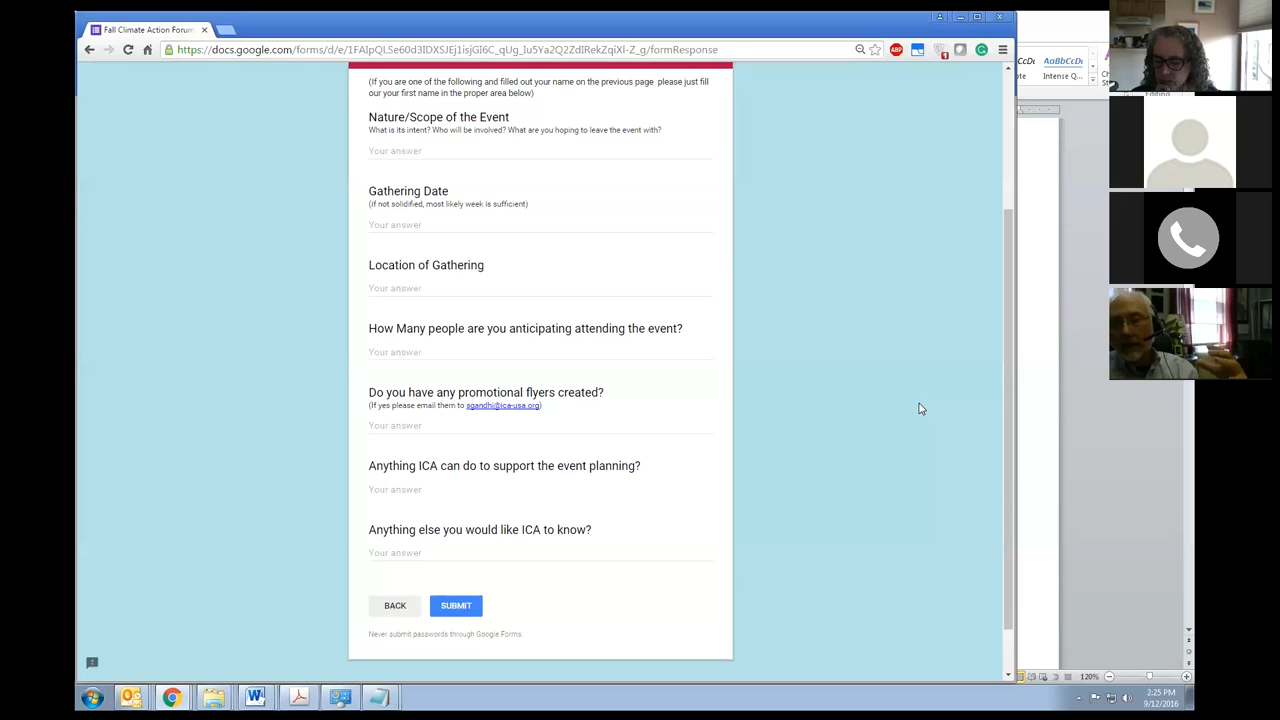 Fall Climate Action Forum
https://docs.google.com/forms/d/e/1FAIpQLSe60d3IDXSJEj1isjGI6C_qUg_Iu5Ya2Q2ZdIRekZqiXl-Z_g/formResponse
(If you are one of the following and filled out your name on the previous page please just fill
our your first name in the proper area below)
Nature/Scope of the Event
What is its intent? Who will be involved? What are you hoping to leave the event with?
Your answer
Gathering Date
(if not solidified, most likely week is sufficient)
Your answer
Location of Gathering
Your answer
How Many people are you anticipating attending the event?
Your answer
Do you have any promotional flyers created?
(If yes please email them to sgandhi@ica-usa.org)
Your answer
Anything ICA can do to support the event planning?
Your answer
Anything else you would like ICA to know?
Your answer
BACK SUBMIT
Never submit passwords through Google Forms.
AaBbCcDc
Intense Q...
120%
2:25 PM
9/12/2016